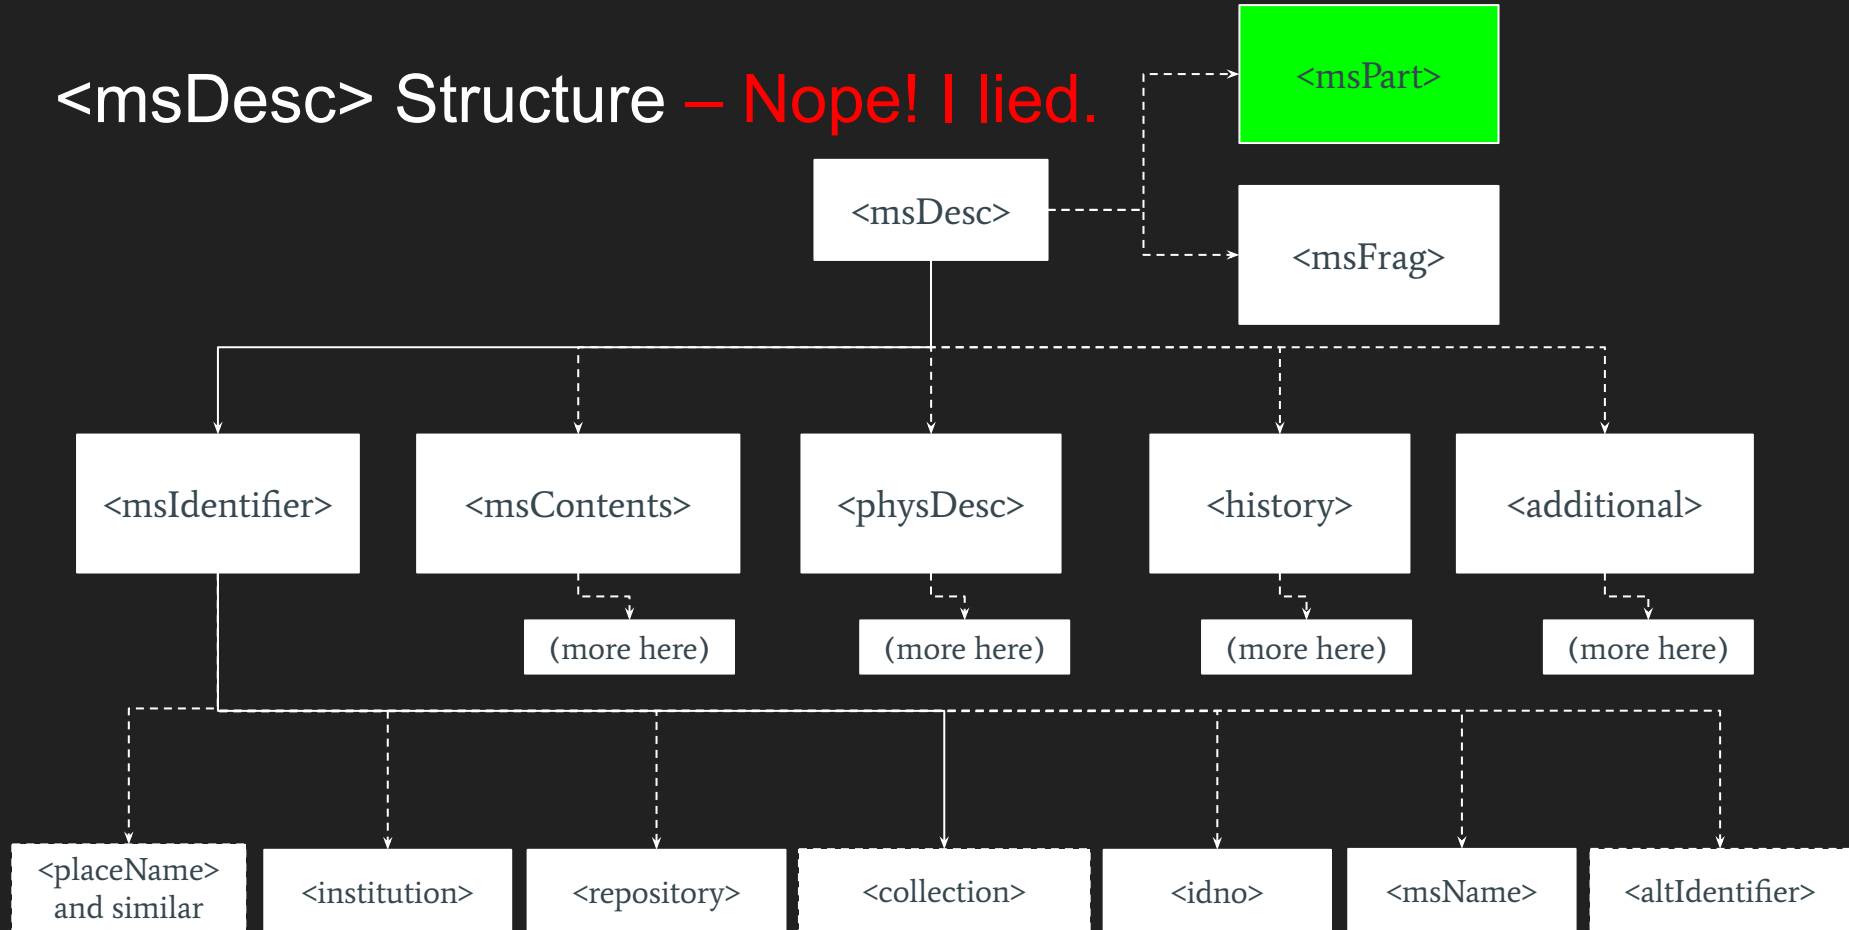 <msDesc> Structure – Nope! I lied.
<msPart>
<msDesc>
<msFrag>
<msIdentifier>
<msContents>
<physDesc>
<history>
<additional>
(more here)
(more here)
(more here)
(more here)
<placeName>
and similar
<institution>
<repository>
<collection>
<idno>
<msName>
<altIdentifier>